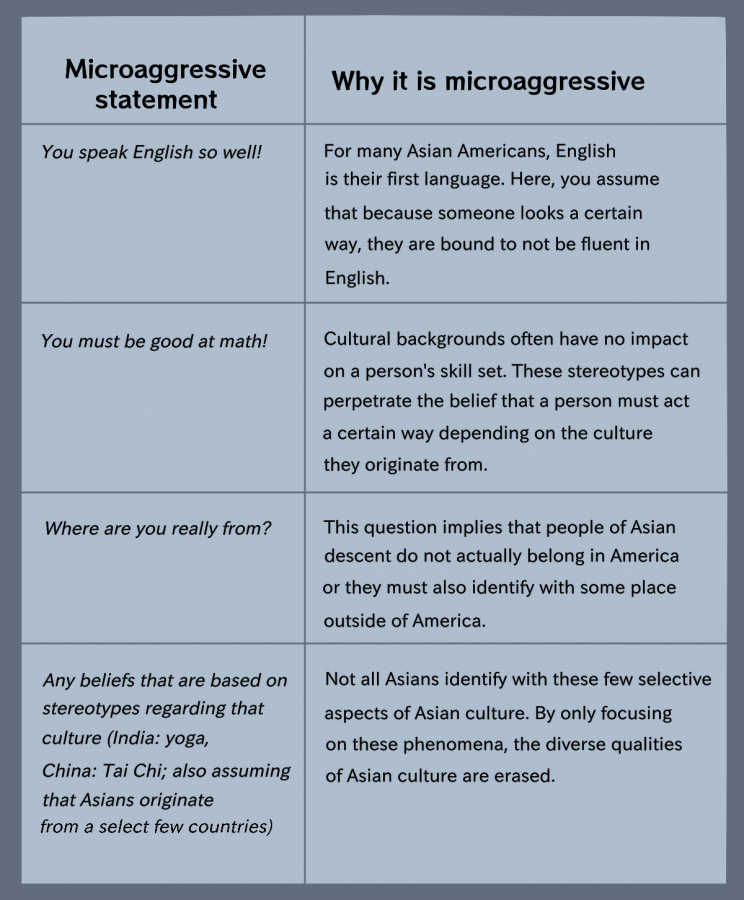 Microaggressive
statement
Why it is microaggressive
You speak English so well!
For many Asian Americans, English
is their first language. Here, you assume
that because someone looks a certain
way, they are bound to not be fluent in
English.
You must be good at math!
Cultural backgrounds often have no impact
on a person's skill set. These stereotypes can
perpetrate the belief that a person must act
a certain way depending on the culture
they originate from.
Where are you really from?
This question implies that people of Asian
descent do not actually belong in America
or they must also identify with some place
outside of America.
Any beliefs that are based on
stereotypes regarding that
culture (India: yoga,
China: Tai Chi; also assuming
that Asians originate
from a select few countries)
Not all Asians identify with these few selective
aspects of Asian culture. By only focusing
on these phenomena, the diverse qualities
of Asian culture are erased.